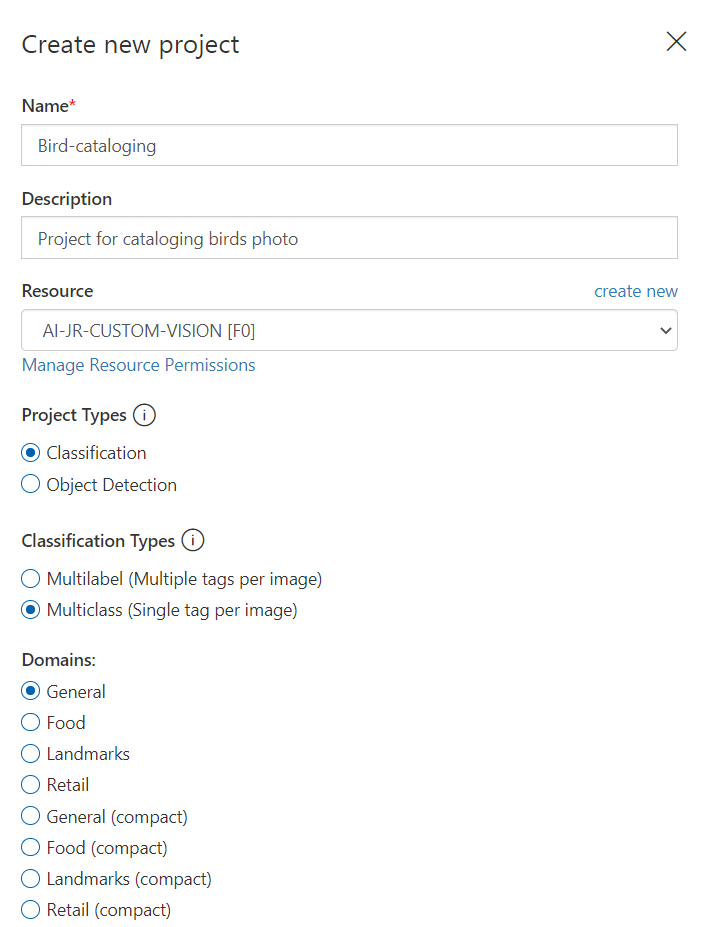 Create new project
Name*
Bird-cataloging
Description
Project for cataloging birds photo
Resource create new
AI-JR-CUSTOM-VISION [F0]
Manage Resource Permissions
Project Types i
Classification
Object Detection
Classification Types i
Multilabel (Multiple tags per image)
Multiclass (Single tag per image)
Domains:
General
Food
Landmarks
Retail
General (compact)
Food (compact)
Landmarks (compact)
Retail (compact)